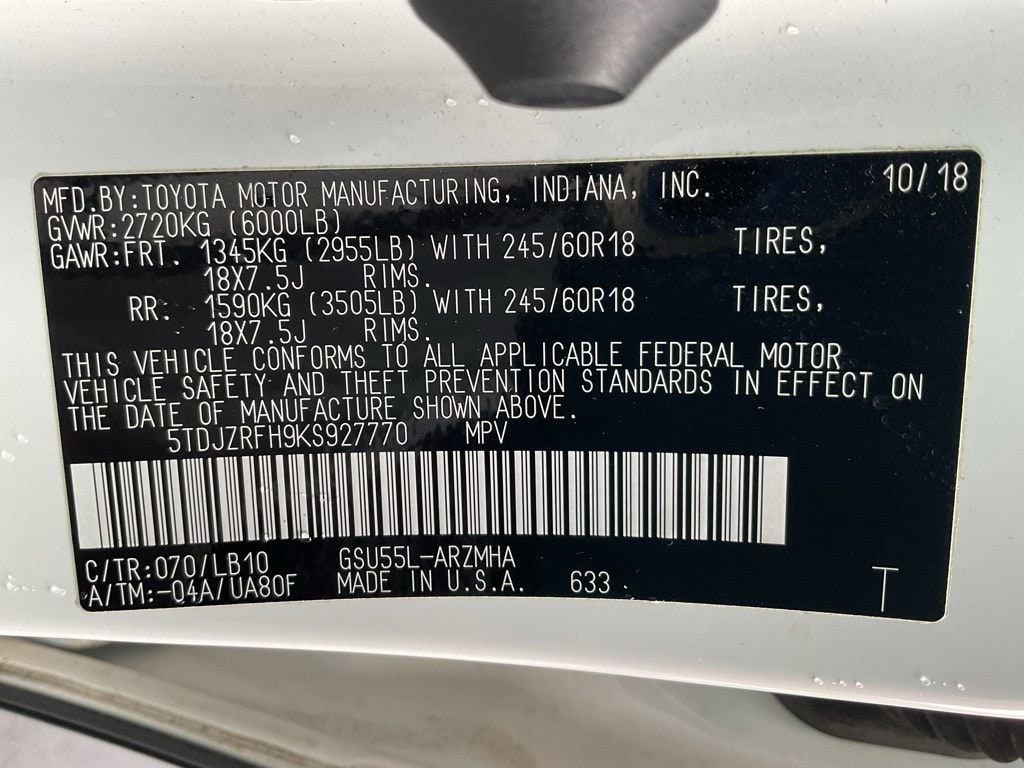 MFD.BY:TOYOTA MOTOR MANUFACTURING, INDIANA, INC. 10/18
GVWR:2720KG (6000LB)
GAWR:FRT. 1345KG (2955LB) WITH 245/60R18 TIRES,
18X7.5J RIMS.
RR. 1590KG (3505LB) WITH 245/60R18 TIRES,
18X7.5J RIMS.
THIS VEHICLE CONFORMS TO ALL APPLICABLE FEDERAL MOTOR
VEHICLE SAFETY AND THEFT PREVENTION STANDARDS IN EFFECT ON
THE DATE OF MANUFACTURE SHOWN ABOVE.
5TDJZRFH9KS927770 MPV
C/TR:070/LB10 GSU55L-ARZMHA
A/TM:-04A/UA80F MADE IN U.S.A. 633 T